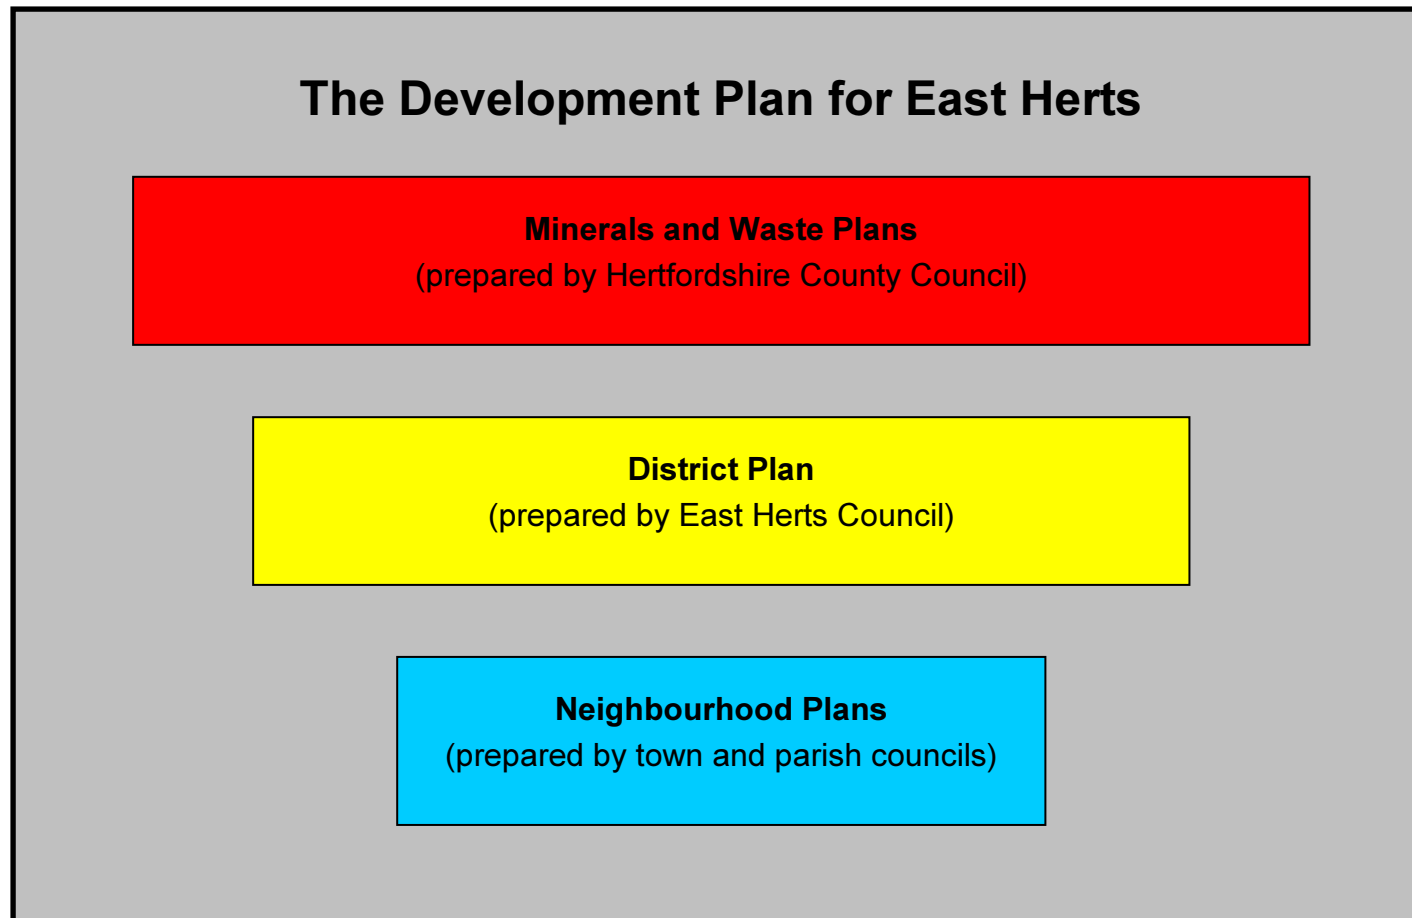 The Development Plan for East Herts
Minerals and Waste Plans
(prepared by Hertfordshire County Council)
District Plan
(prepared by East Herts Council)
Neighbourhood Plans
(prepared by town and parish councils)